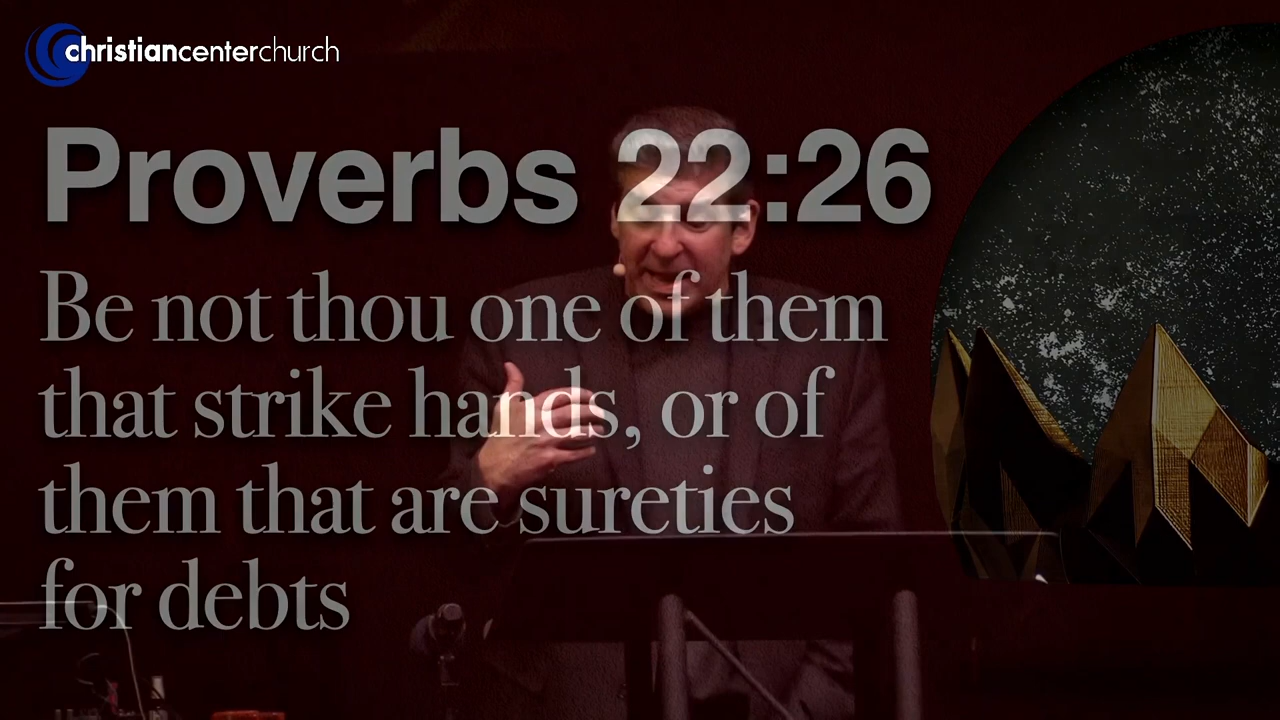 christiancenterchurch
Proverbs 22:26
Be not thou one of them
that strike hands, or of
them that are sureties
for debts